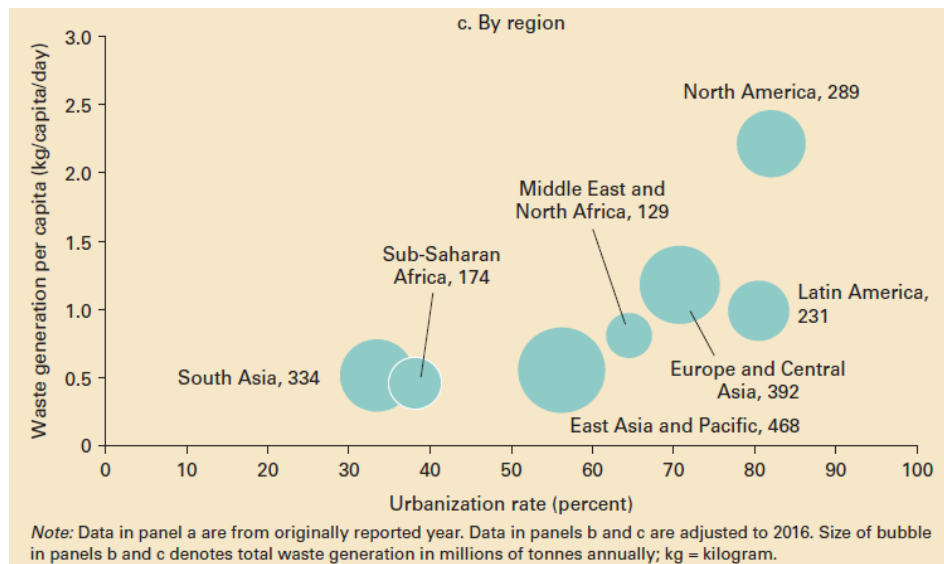 c. By region
Waste generation per capita (kg/capita/day)
3.0
2.5
2.0
1.5
1.0
0.5
0
North America, 289
Middle East and
North Africa, 129
Sub-Saharan
Africa, 174
Latin America,
231
South Asia, 334
Europe and Central
Asia, 392
East Asia and Pacific, 468
0 10 20 30 40 50 60 70 80 90 100
Urbanization rate (percent)
Note: Data in panel a are from originally reported year. Data in panels b and c are adjusted to 2016. Size of bubble
in panels b and c denotes total waste generation in millions of tonnes annually; kg = kilogram.